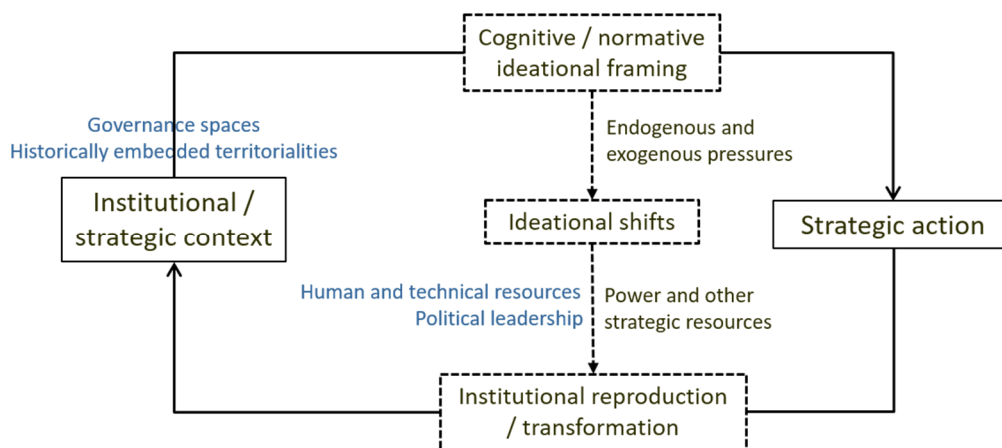 Cognitive / normative
ideational framing
Governance spaces
Historically embedded territorialities
Endogenous and
exogenous pressures
Institutional /
strategic context
Ideational shifts
Strategic action
Human and technical resources
Political leadership
Power and other
strategic resources
Institutional reproduction
/ transformation